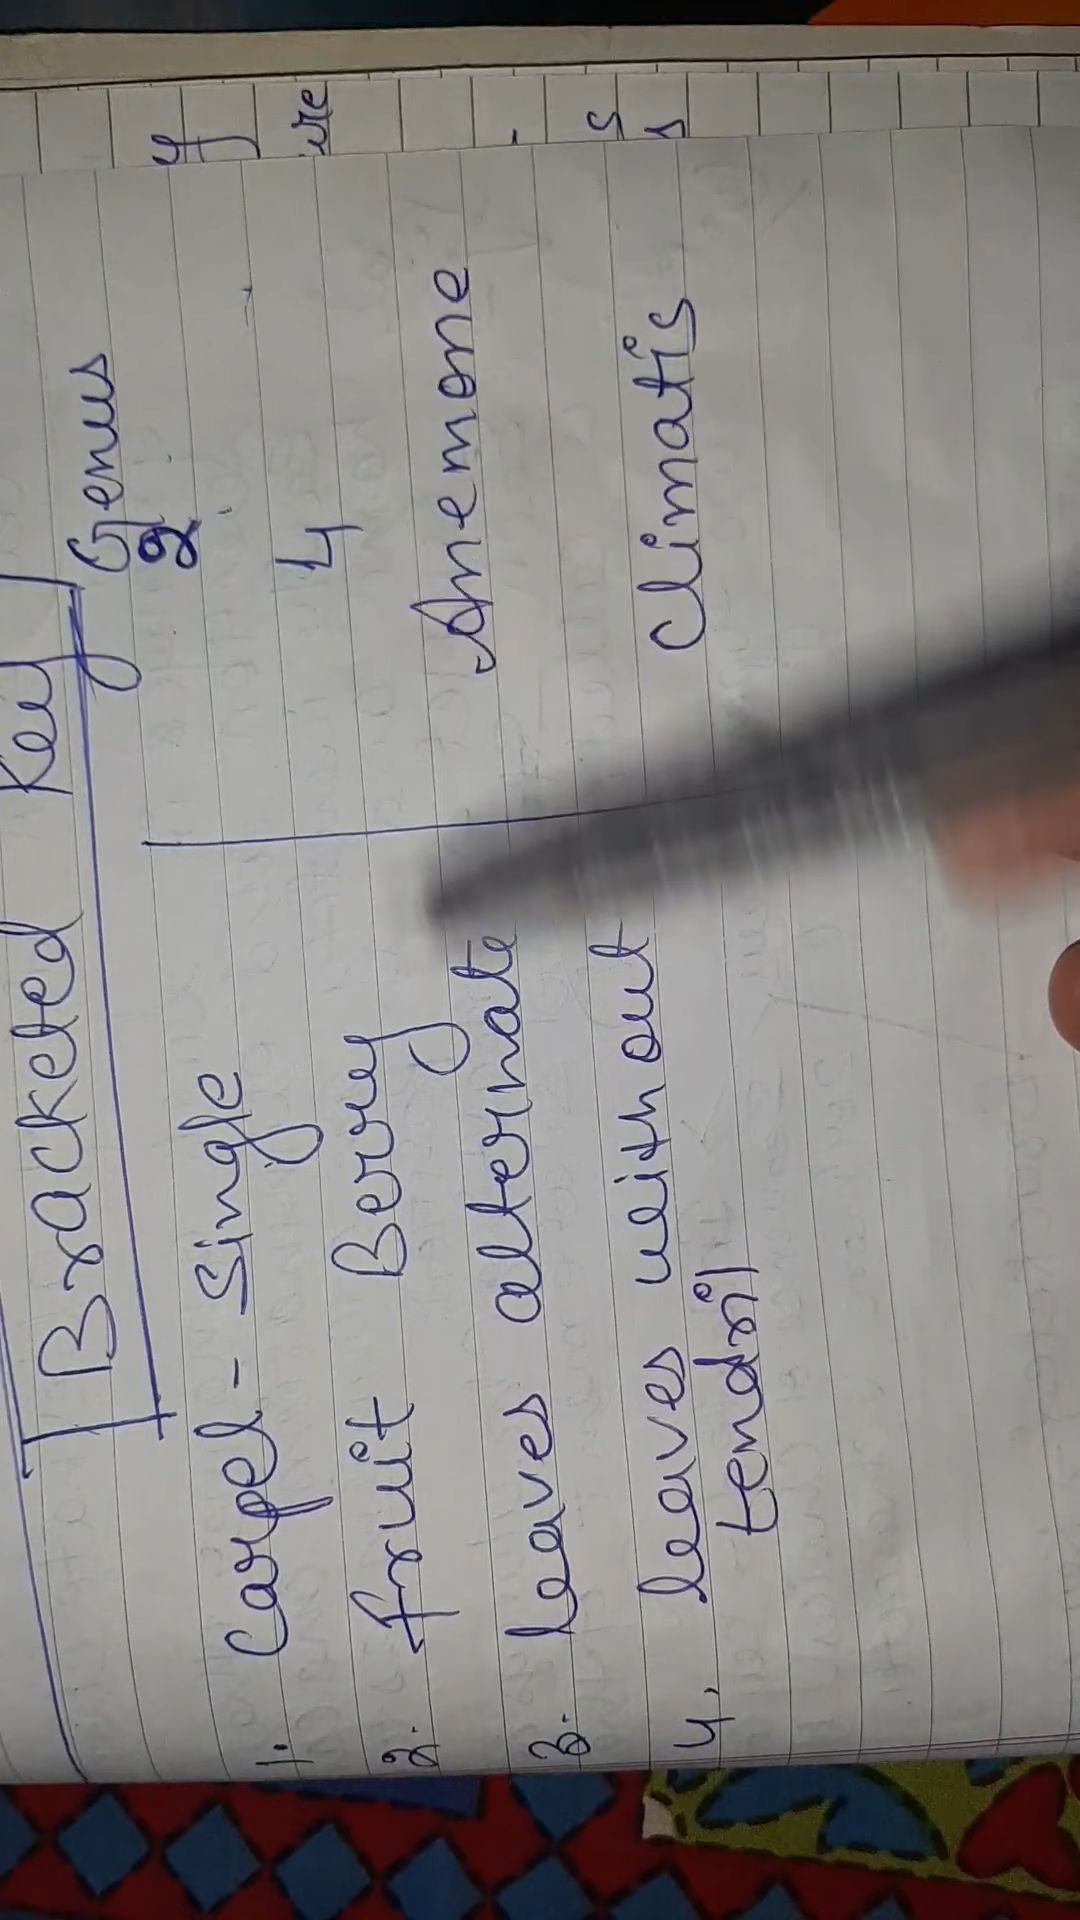 Bracketed Key
Genus
1. Carpel - Single 2
2. fruit Berry 4
3. leaves alternate Anemone
4. leaves without Climatis
tendril